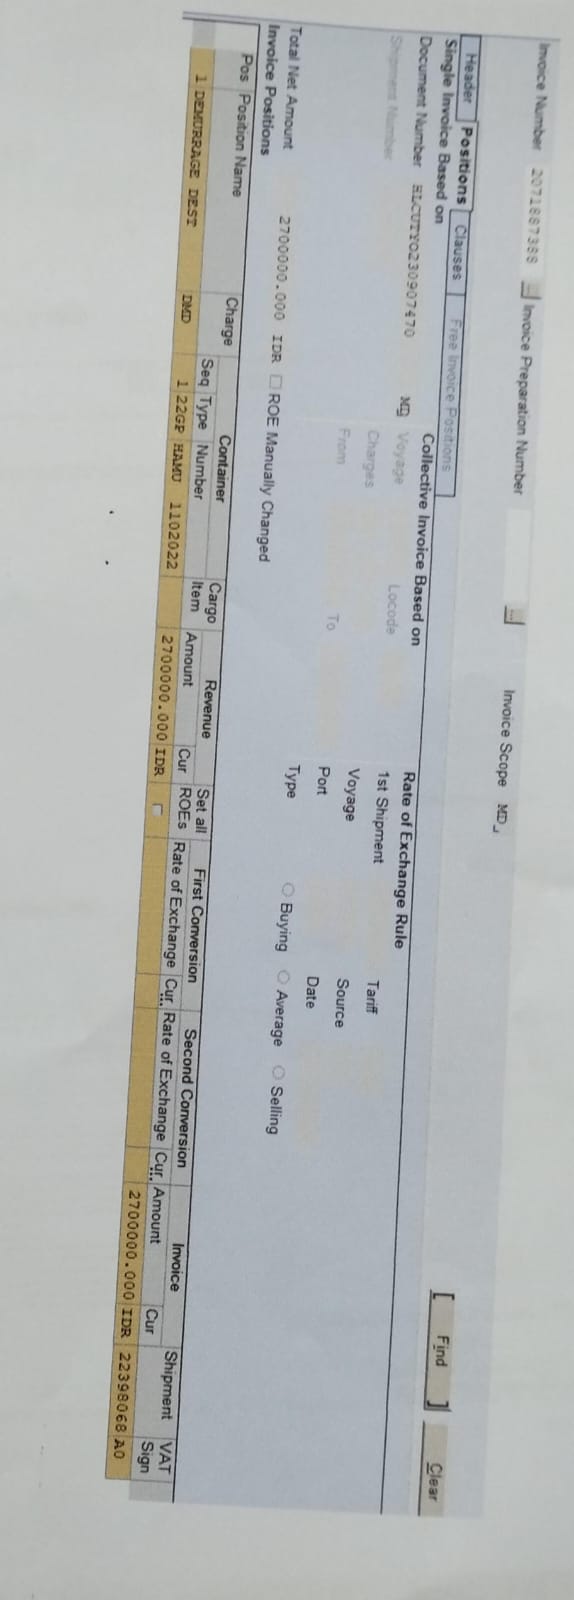 Invoice Number 2071887388 ... Invoice Preparation Number ... Invoice Scope MD
Header Positions Clauses Free Invoice Positions
Find Clear
Single Invoice Based on Collective Invoice Based on Rate of Exchange Rule
Document Number HLCUTYO230907470 MD Voyage Locode 1st Shipment Tariff
Shipment Number Charges Voyage Source
From To Port Date
Total Net Amount 2700000.000 IDR ROE Manually Changed Type Buying Average Selling
Invoice Positions
Pos Position Name Charge Container Cargo Revenue Set all First Conversion Second Conversion Invoice Shipment VAT
Seq Type Number Item Amount Cur ROEs Rate of Exchange Cur... Rate of Exchange Cur... Amount Cur Sign
1 DEMURRAGE DEST DMD 1 22GP HAMU 1102022 2700000.000 IDR 2700000.000 IDR 22398068 A0